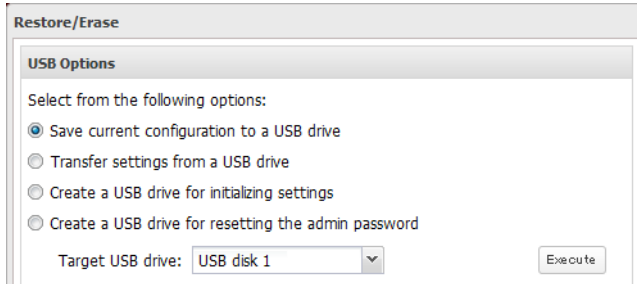 Restore/Erase
USB Options
Select from the following options:
Save current configuration to a USB drive
Transfer settings from a USB drive
Create a USB drive for initializing settings
Create a USB drive for resetting the admin password
Target USB drive: USB disk 1 Execute